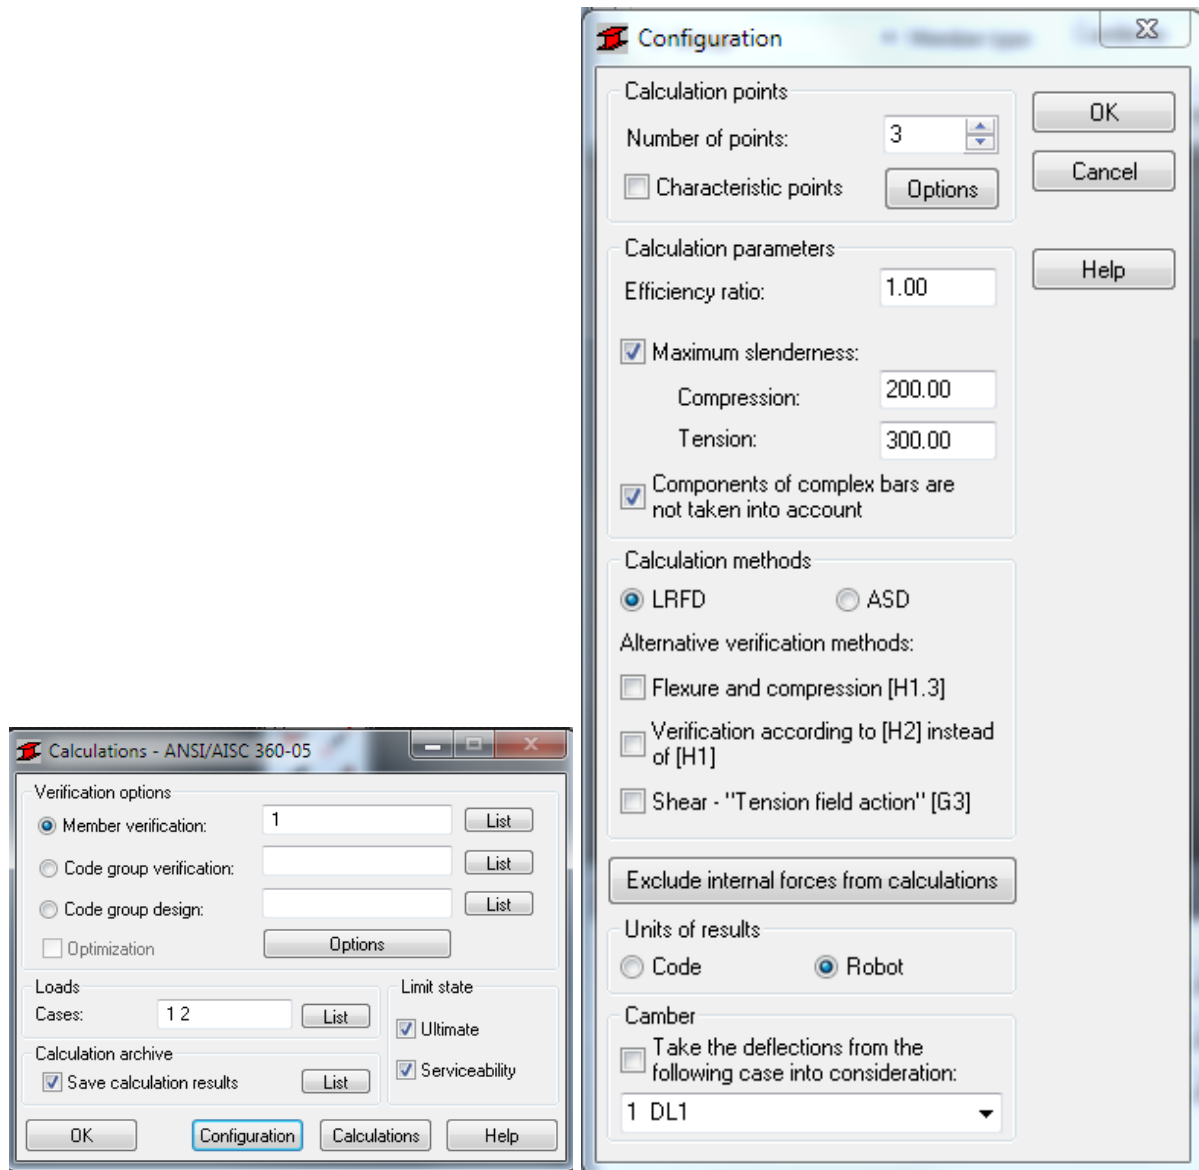 Configuration
Calculation points
Number of points: 3
Characteristic points Options
OK
Cancel
Help
Calculation parameters
Efficiency ratio: 1.00
Maximum slenderness:
Compression: 200.00
Tension: 300.00
Components of complex bars are
not taken into account
Calculation methods
LRFD ASD
Alternative verification methods:
Flexure and compression [H1.3]
Verification according to [H2] instead
of [H1]
Shear - "Tension field action" [G3]
Exclude internal forces from calculations
Units of results
Code Robot
Camber
Take the deflections from the
following case into consideration:
1 DL1
Calculations - ANSI/AISC 360-05
Verification options
Member verification: 1 List
Code group verification: List
Code group design: List
Optimization Options
Loads
Cases: 1 2 List
Limit state
Ultimate
Serviceability
Calculation archive
Save calculation results List
OK Configuration Calculations Help